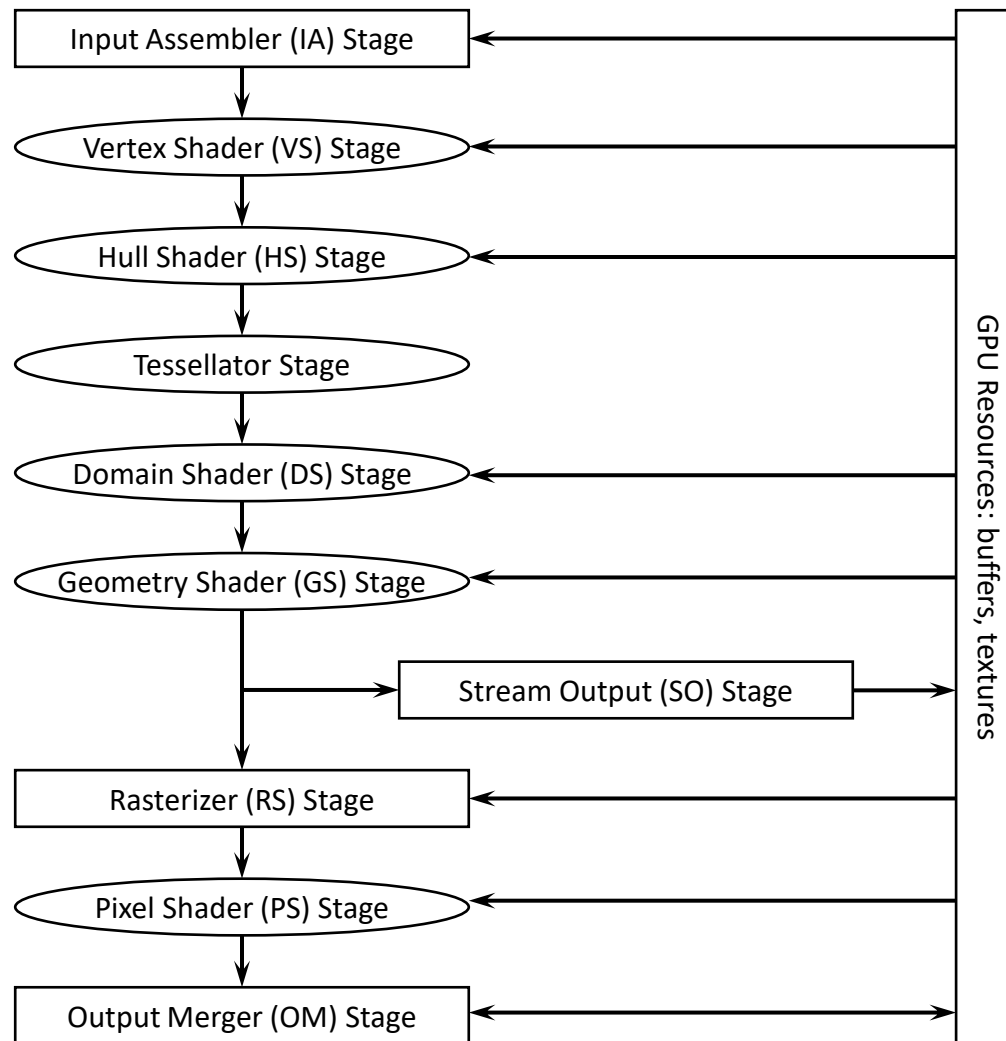 Input Assembler (IA) Stage
Vertex Shader (VS) Stage
Hull Shader (HS) Stage
Tessellator Stage
Domain Shader (DS) Stage
Geometry Shader (GS) Stage
Stream Output (SO) Stage
Rasterizer (RS) Stage
Pixel Shader (PS) Stage
Output Merger (OM) Stage
GPU Resources: buffers, textures